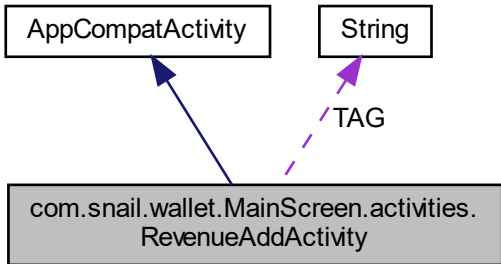 AppCompatActivity
String
TAG
com.snail.wallet.MainScreen.activities.
RevenueAddActivity